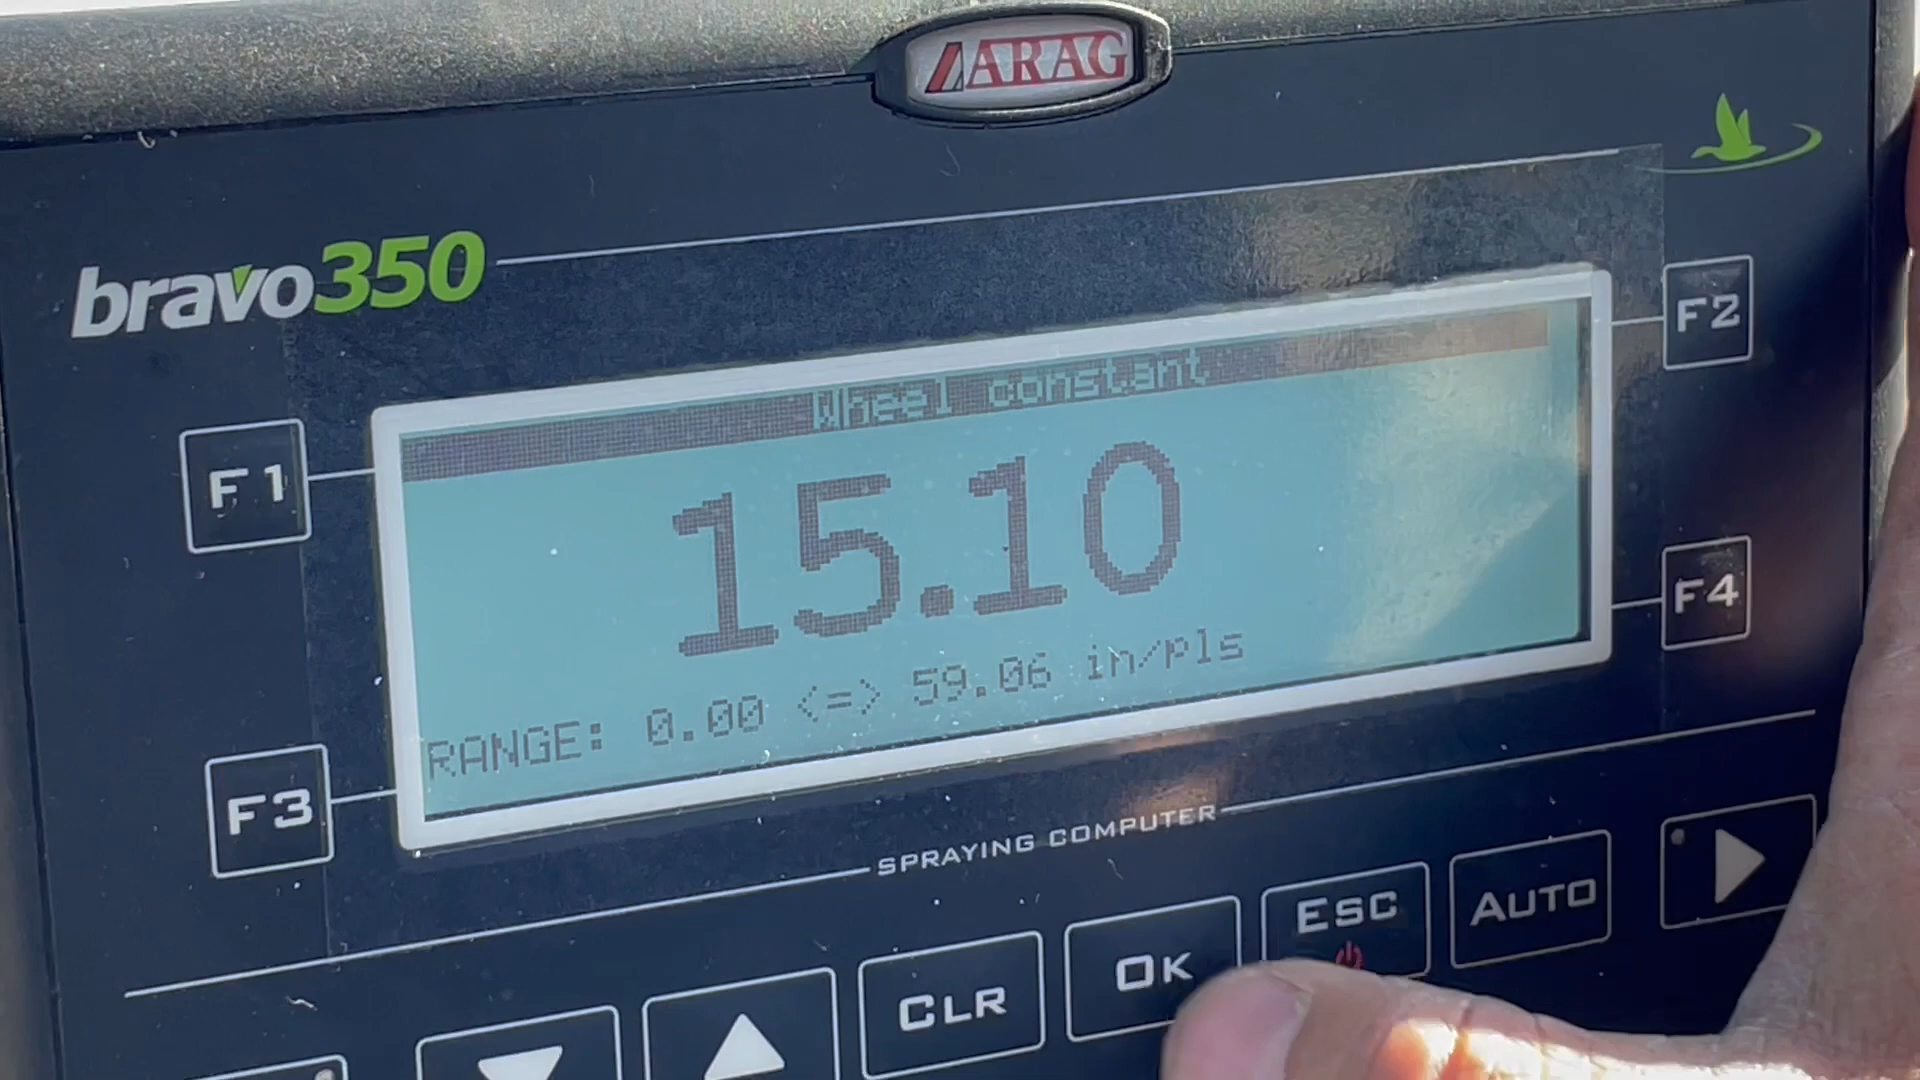 ARAG
bravo350
F1
F2
Wheel constant
15.10
RANGE: 0.00 <=> 59.06 in/pls
F3
F4
SPRAYING COMPUTER
CLR
OK
ESC
AUTO